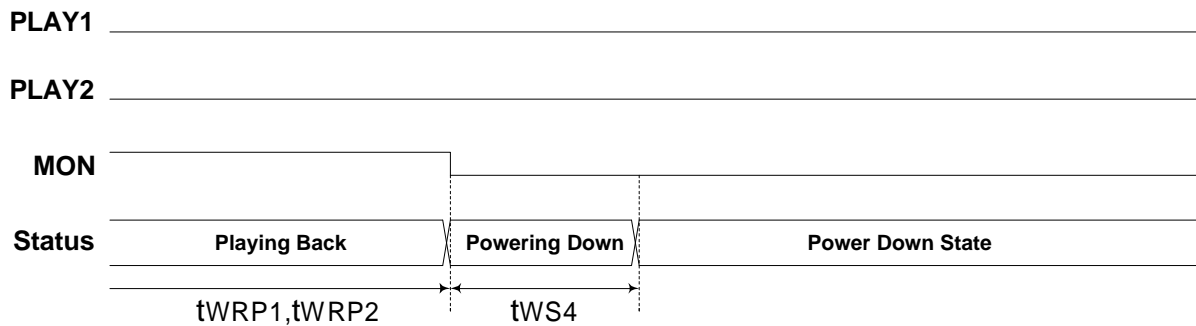 PLAY1
PLAY2
MON
Status Playing Back Powering Down Power Down State
tWRP1,tWRP2 tWS4